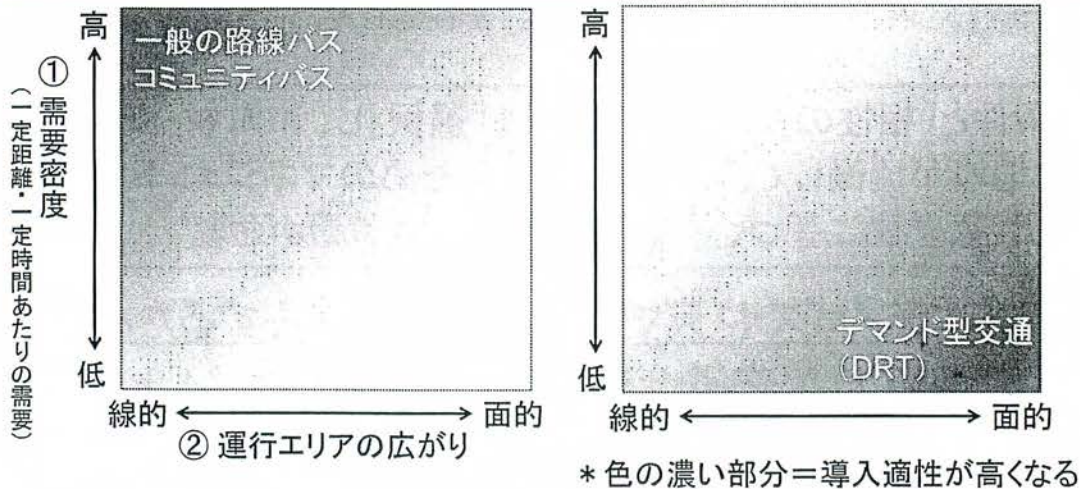 高
低
① 需要密度
(一定距離・一定時間あたりの需要)
一般の路線バス
コミュニティバス
線的
面的
② 運行エリアの広がり
高
低
デマンド型交通
(DRT)
線的
面的
*色の濃い部分=導入適性が高くなる